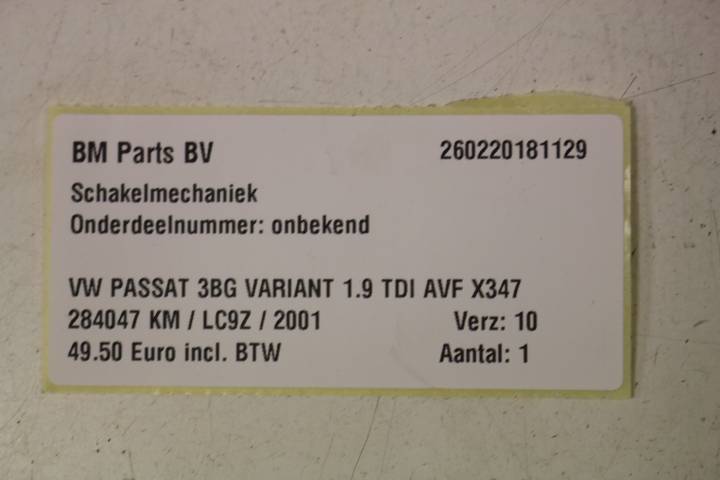 BM Parts BV 260220181129
Schakelmechaniek
Onderdeelnummer: onbekend
VW PASSAT 3BG VARIANT 1.9 TDI AVF X347
284047 KM / LC9Z / 2001 Verz: 10
49.50 Euro incl. BTW Aantal: 1